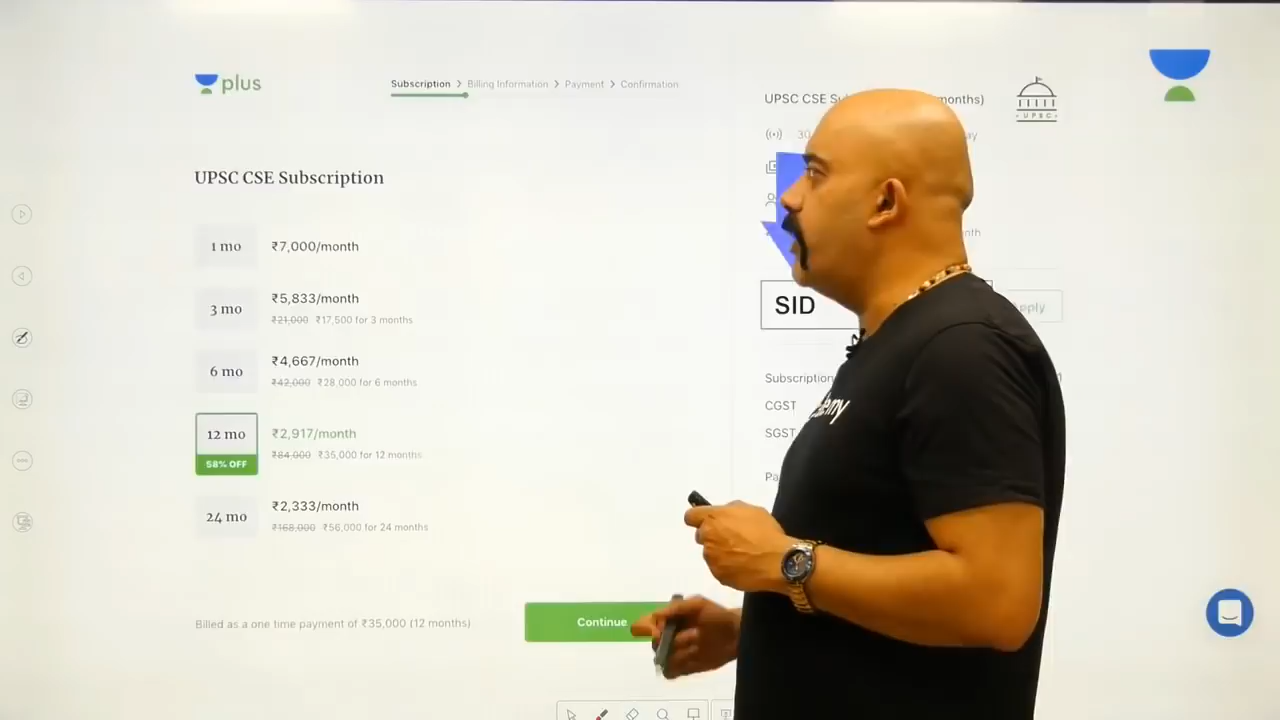 plus
Subscription > Billing Information > Payment > Confirmation
UPSC CSE Subscription
1 mo ₹7,000/month
3 mo ₹5,833/month
₹21,000 ₹17,500 for 3 months
6 mo ₹4,667/month
₹42,000 ₹28,000 for 6 months
12 mo ₹2,917/month
58% OFF ₹84,000 ₹35,000 for 12 months
24 mo ₹2,333/month
₹168,000 ₹56,000 for 24 months
Billed as a one time payment of ₹35,000 (12 months)
Continue
UPSC CSE months)
UPSC
SID
Subscription
CGST
SGST